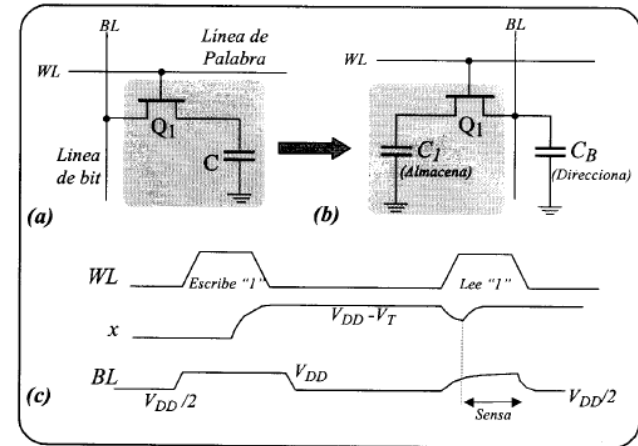 BL
Línea de
Palabra
WL
Q1
C
Linea
de bit
(a)
BL
WL
Q1
C1
(Almacena)
CB
(Direcciona)
(b)
WL
Escribe "1"
Lee "1"
x
VDD -VT
BL
VDD
VDD/2
VDD/2
Sensa
(c)